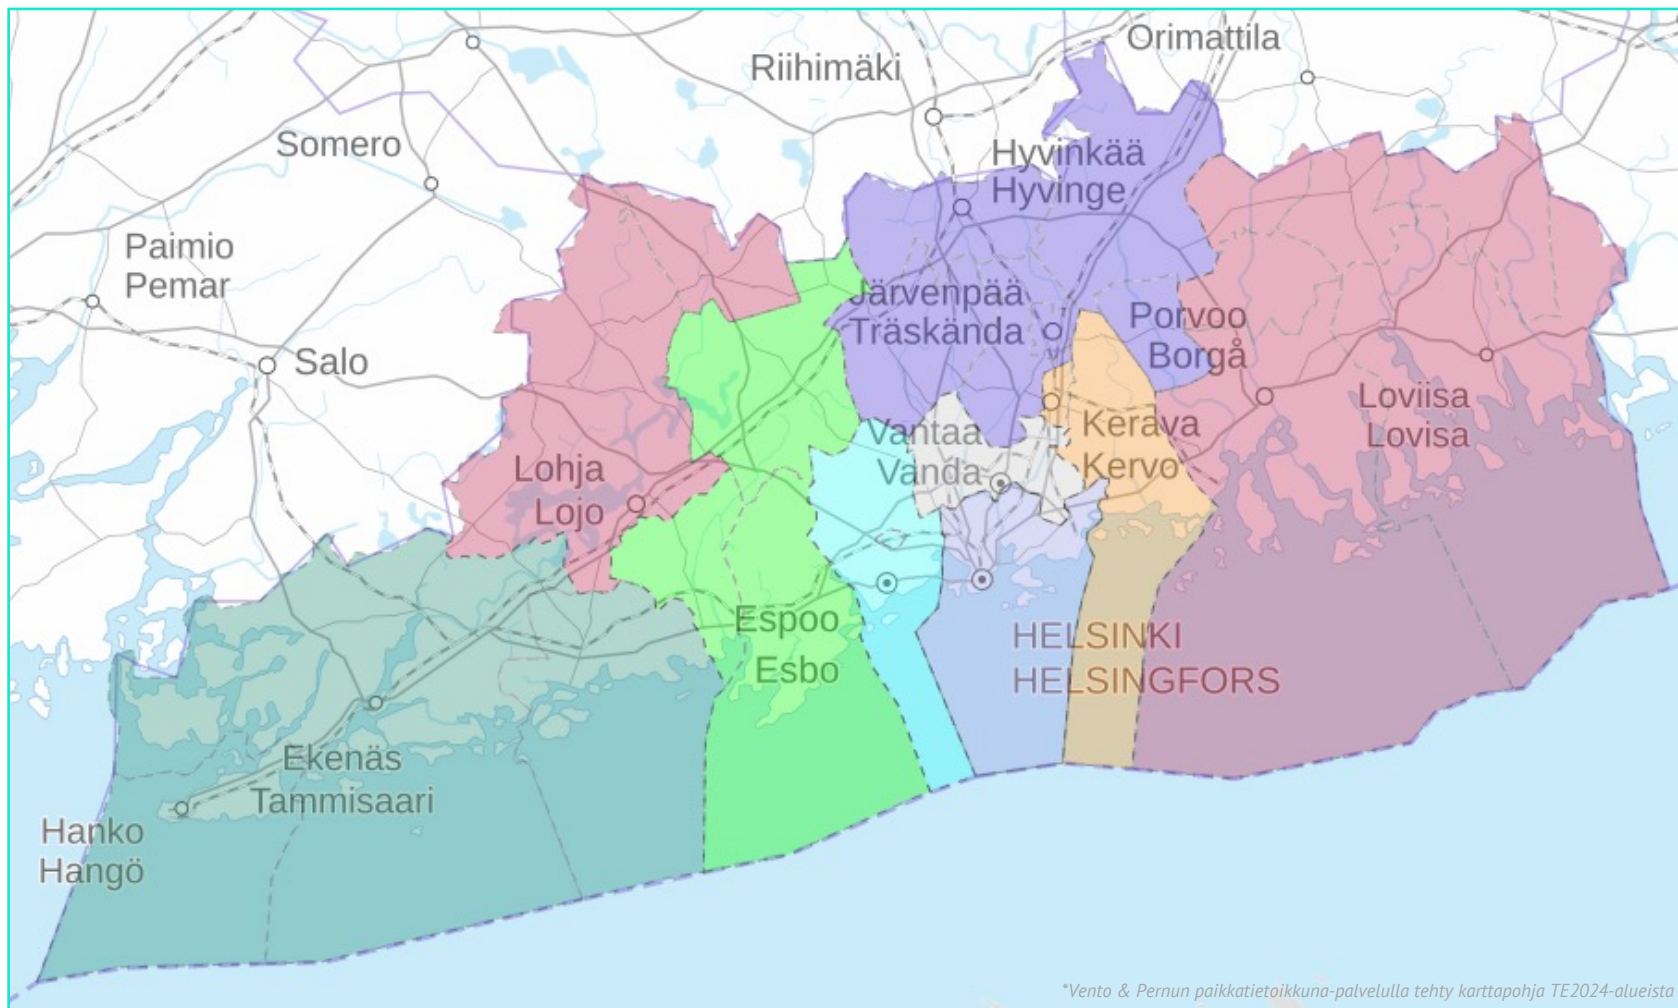 Orimattila
Riihimäki
Somero
Hyvinkää
Hyvinge
Paimio
Pemar
Järvenpää
Träskända
Porvoo
Borgå
Salo
Loviisa
Lovisa
Kerava
Kervo
Vantaa
Vanda
Lohja
Lojo
Espoo
Esbo
HELSINKI
HELSINGFORS
Ekenäs
Tammisaari
Hanko
Hangö
*Vento & Pernun paikkatietoikkuna-palvelulla tehty karttapohja TE2024-alueista